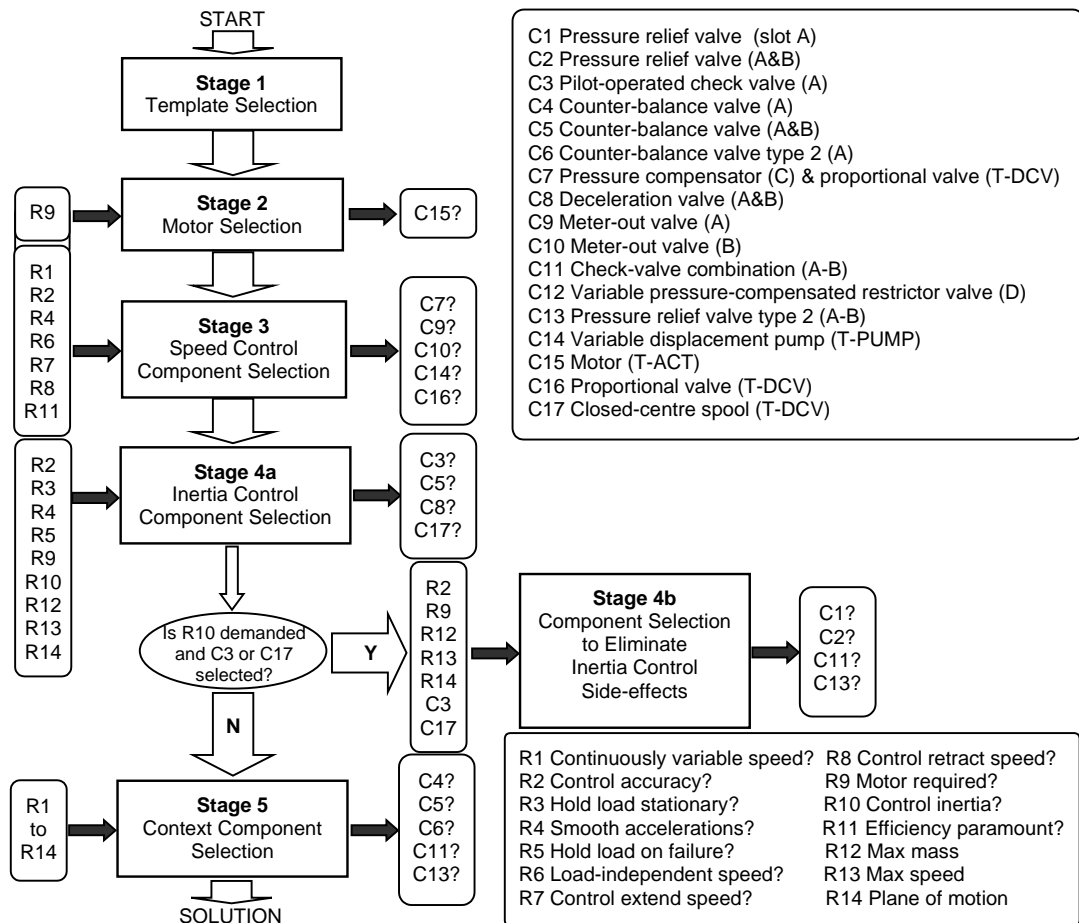 START
Stage 1
Template Selection
R9
Stage 2
Motor Selection
C15?
R1
R2
R4
R6
R7
R8
R11
Stage 3
Speed Control
Component Selection
C7?
C9?
C10?
C14?
C16?
R2
R3
R4
R5
R9
R10
R12
R13
R14
Stage 4a
Inertia Control
Component Selection
C3?
C5?
C8?
C17?
Is R10 demanded
and C3 or C17
selected?
Y
N
R2
R9
R12
R13
R14
C3
C17
Stage 4b
Component Selection
to Eliminate
Inertia Control
Side-effects
C1?
C2?
C11?
C13?
R1
to
R14
Stage 5
Context Component
Selection
C4?
C5?
C6?
C11?
C13?
SOLUTION
C1 Pressure relief valve (slot A)
C2 Pressure relief valve (A&B)
C3 Pilot-operated check valve (A)
C4 Counter-balance valve (A)
C5 Counter-balance valve (A&B)
C6 Counter-balance valve type 2 (A)
C7 Pressure compensator (C) & proportional valve (T-DCV)
C8 Deceleration valve (A&B)
C9 Meter-out valve (A)
C10 Meter-out valve (B)
C11 Check-valve combination (A-B)
C12 Variable pressure-compensated restrictor valve (D)
C13 Pressure relief valve type 2 (A-B)
C14 Variable displacement pump (T-PUMP)
C15 Motor (T-ACT)
C16 Proportional valve (T-DCV)
C17 Closed-centre spool (T-DCV)
R1 Continuously variable speed?
R2 Control accuracy?
R3 Hold load stationary?
R4 Smooth accelerations?
R5 Hold load on failure?
R6 Load-independent speed?
R7 Control extend speed?
R8 Control retract speed?
R9 Motor required?
R10 Control inertia?
R11 Efficiency paramount?
R12 Max mass
R13 Max speed
R14 Plane of motion